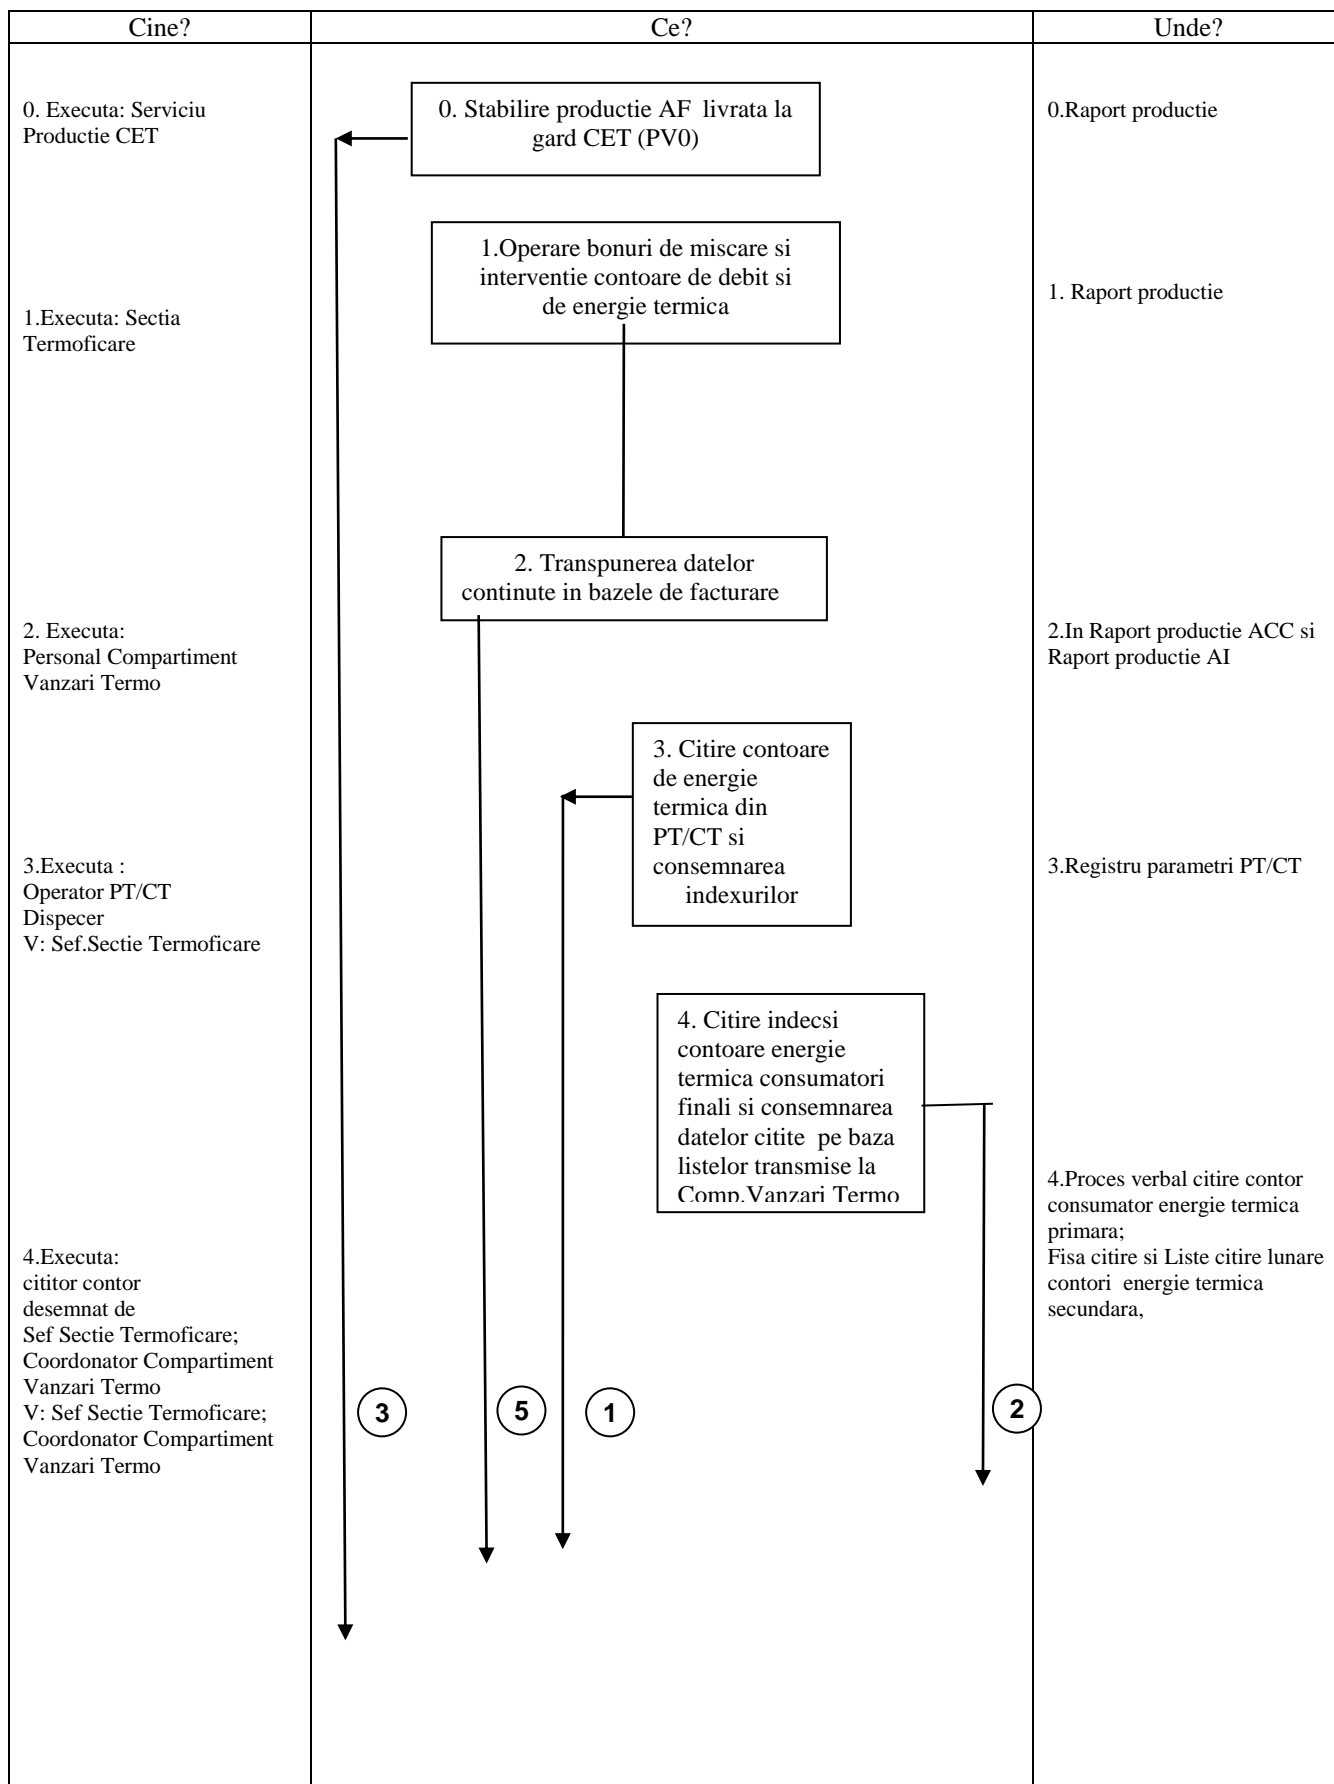 Cine?
Ce?
Unde?
0. Executa: Serviciu
Productie CET
0. Stabilire productie AF livrata la
gard CET (PV0)
0.Raport productie
1.Executa: Sectia
Termoficare
1.Operare bonuri de miscare si
interventie contoare de debit si
de energie termica
1. Raport productie
2. Executa:
Personal Compartiment
Vanzari Termo
2. Transpunerea datelor
continute in bazele de facturare
2.In Raport productie ACC si
Raport productie AI
3.Executa :
Operator PT/CT
Dispecer
V: Sef.Sectie Termoficare
3. Citire contoare
de energie
termica din
PT/CT si
consemnarea
indexurilor
3.Registru parametri PT/CT
4.Executa:
cititor contor
desemnat de
Sef Sectie Termoficare;
Coordonator Compartiment
Vanzari Termo
V: Sef Sectie Termoficare;
Coordonator Compartiment
Vanzari Termo
4. Citire indecsi
contoare energie
termica consumatori
finali si consemnarea
datelor citite pe baza
listelor transmise la
Comp.Vanzari Termo
4.Proces verbal citire contor
consumator energie termica
primara;
Fisa citire si Liste citire lunare
contori energie termica
secundara,
3
5
1
2